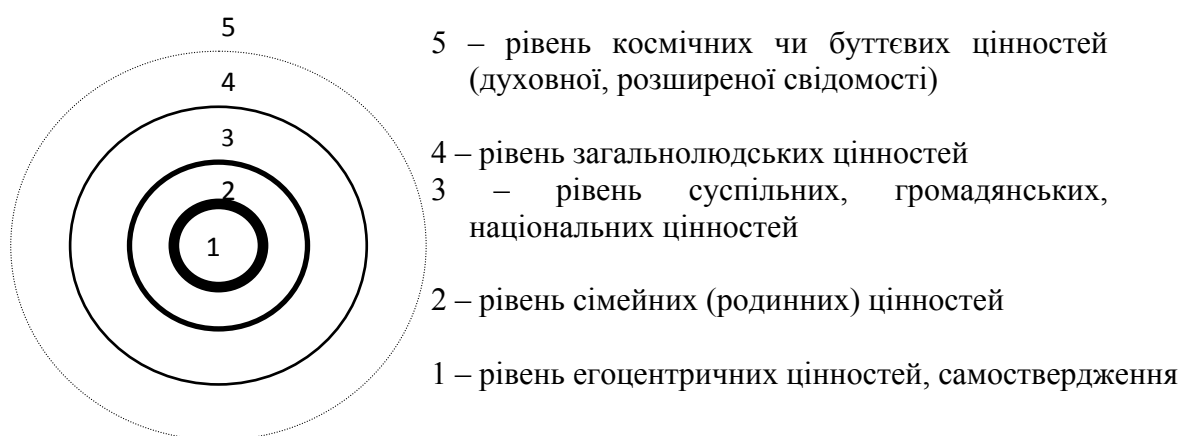 5
4
3
2
1
5 – рівень космічних чи буттєвих цінностей
(духовної, розширеної свідомості)
4 – рівень загальнолюдських цінностей
3 – рівень суспільних, громадянських,
національних цінностей
2 – рівень сімейних (родинних) цінностей
1 – рівень егоцентричних цінностей, самоствердження